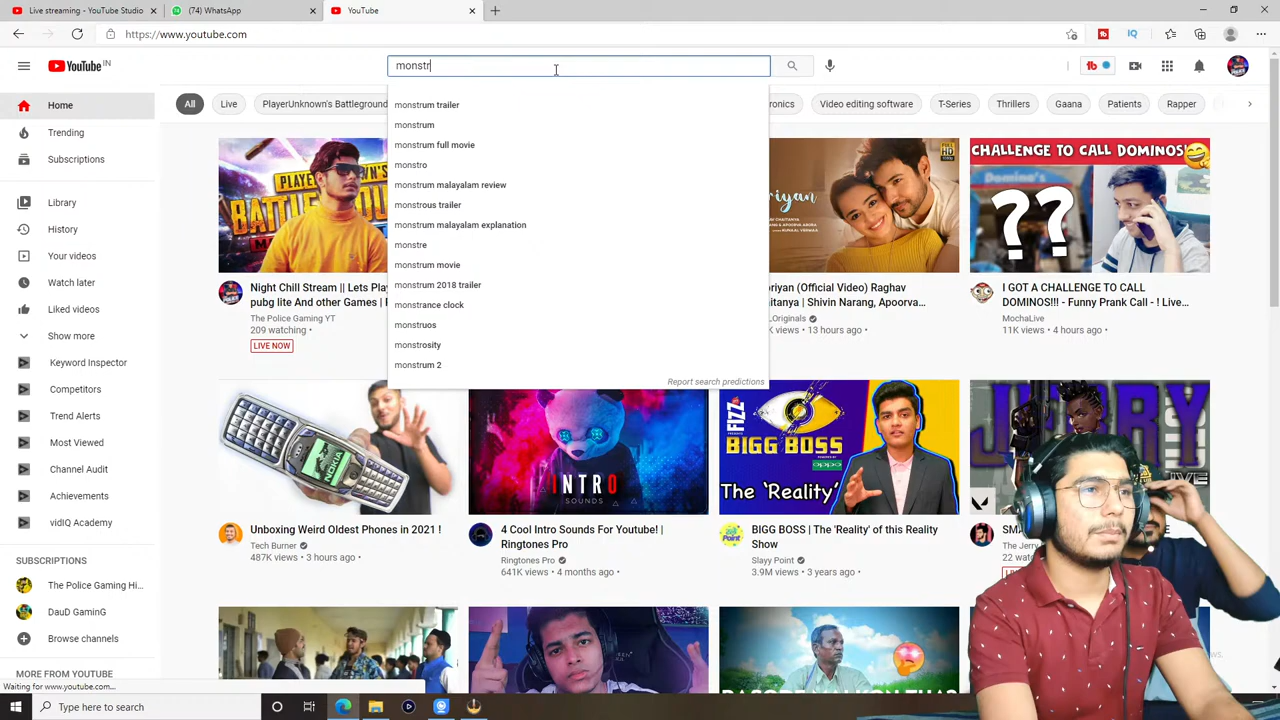 Live streaming - YouTube Studio
(74) WhatsApp
YouTube
https://www.youtube.com
YouTube IN
monstr
All
Live
PlayerUnknown's Battleground
Video editing software
T-Series
Thrillers
Gaana
Patients
Rapper
monstrum trailer
monstrum
monstrum full movie
monstro
monstrum malayalam review
monstrous trailer
monstrum malayalam explanation
monstre
monstrum movie
monstrum 2018 trailer
monstrance clock
monstruos
monstrosity
monstrum 2
Report search predictions
Home
Trending
Subscriptions
Library
History
Your videos
Watch later
Liked videos
Show more
Keyword Inspector
Competitors
Trend Alerts
Most Viewed
Channel Audit
Achievements
vidIQ Academy
SUBSCRIPTIONS
The Police Gaming Hi...
DauD GaminG
Browse channels
MORE FROM YOUTUBE
Night Chill Stream || Lets Play
pubg lite And other Games |
The Police Gaming YT
209 watching •
LIVE NOW
(Official Video) Raghav
| Shivin Narang, Apoorva...
views • 13 hours ago •
CHALLENGE TO CALL DOMINOS!!
??
I GOT A CHALLENGE TO CALL
DOMINOS!!! - Funny Prank Call - ! Live...
MochaLive
11K views • 4 hours ago •
NOKIA
Unboxing Weird Oldest Phones in 2021 !
Tech Burner
487K views • 3 hours ago •
INTRO
SOUNDS
4 Cool Intro Sounds For Youtube! |
Ringtones Pro
Ringtones Pro
641K views • 4 months ago •
FIZZ
BIGG BOSS
oppo
The 'Reality'
BIGG BOSS | The 'Reality' of this Reality
Show
Slayy Point
3.9M views • 3 years ago •
The Jerry
Waiting for www.youtube.com...
Type here to search